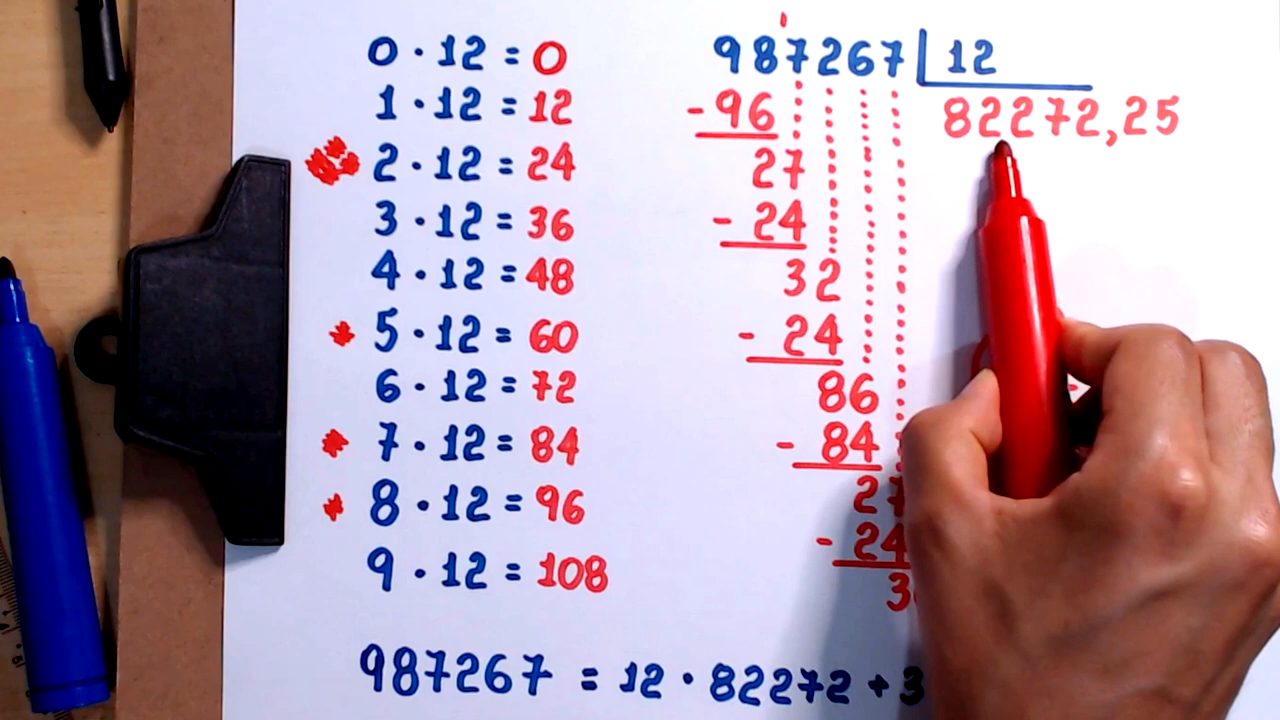 0 · 12 = 0
1 · 12 = 12
2 · 12 = 24
3 · 12 = 36
4 · 12 = 48
5 · 12 = 60
6 · 12 = 72
7 · 12 = 84
8 · 12 = 96
9 · 12 = 108
987267 12
82272,25
- 96
27
- 24
32
- 24
86
- 84
27
- 24
3
987267 = 12 · 82272 + 3